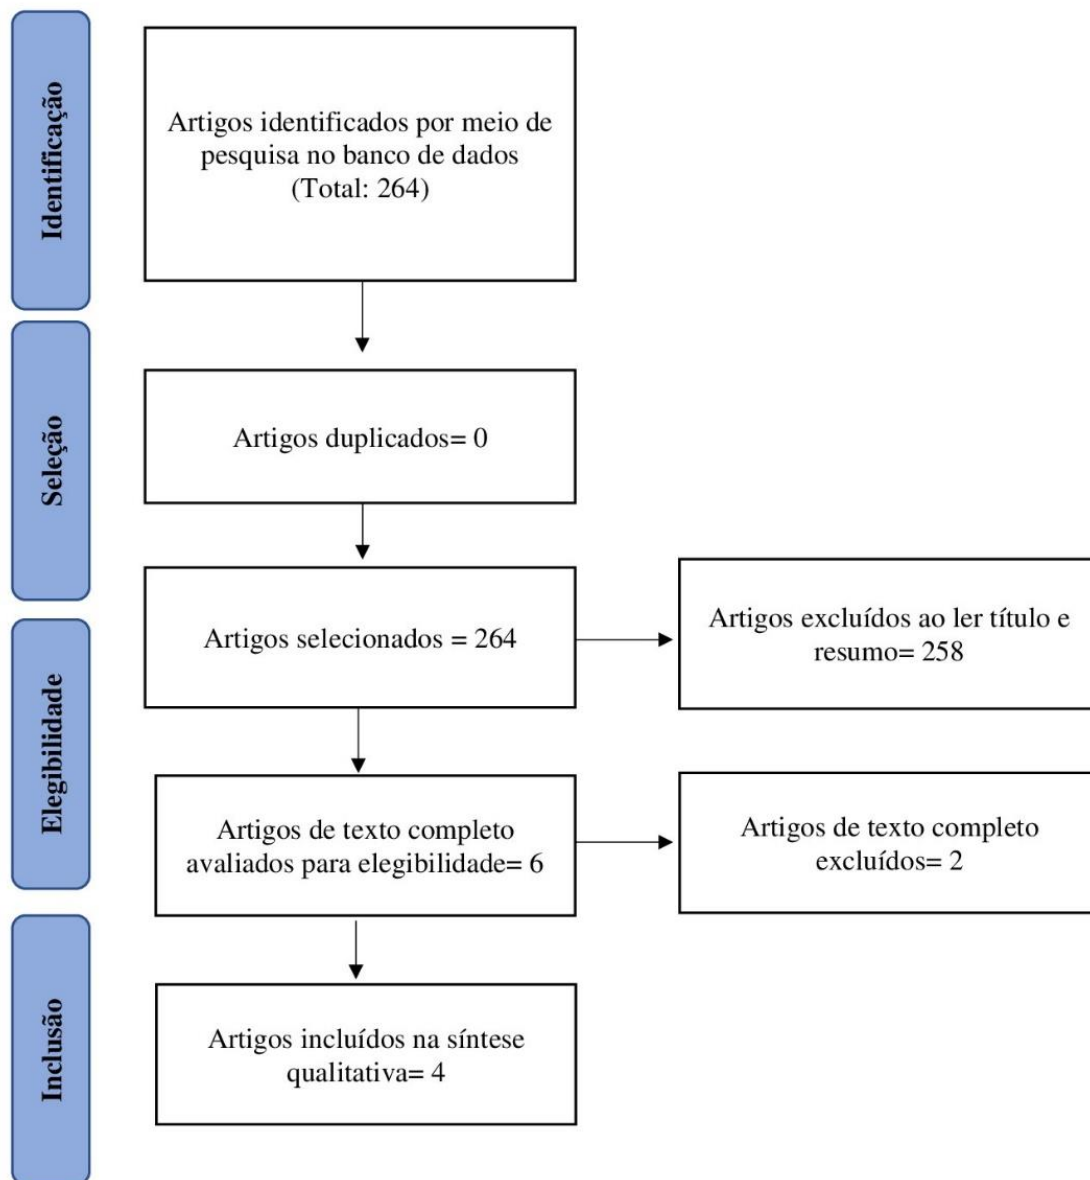 Identificação
Artigos identificados por meio de
pesquisa no banco de dados
(Total: 264)
Seleção
Artigos duplicados= 0
Artigos selecionados = 264
Artigos excluídos ao ler título e
resumo= 258
Elegibilidade
Artigos de texto completo
avaliados para elegibilidade= 6
Artigos de texto completo
excluídos= 2
Inclusão
Artigos incluídos na síntese
qualitativa= 4